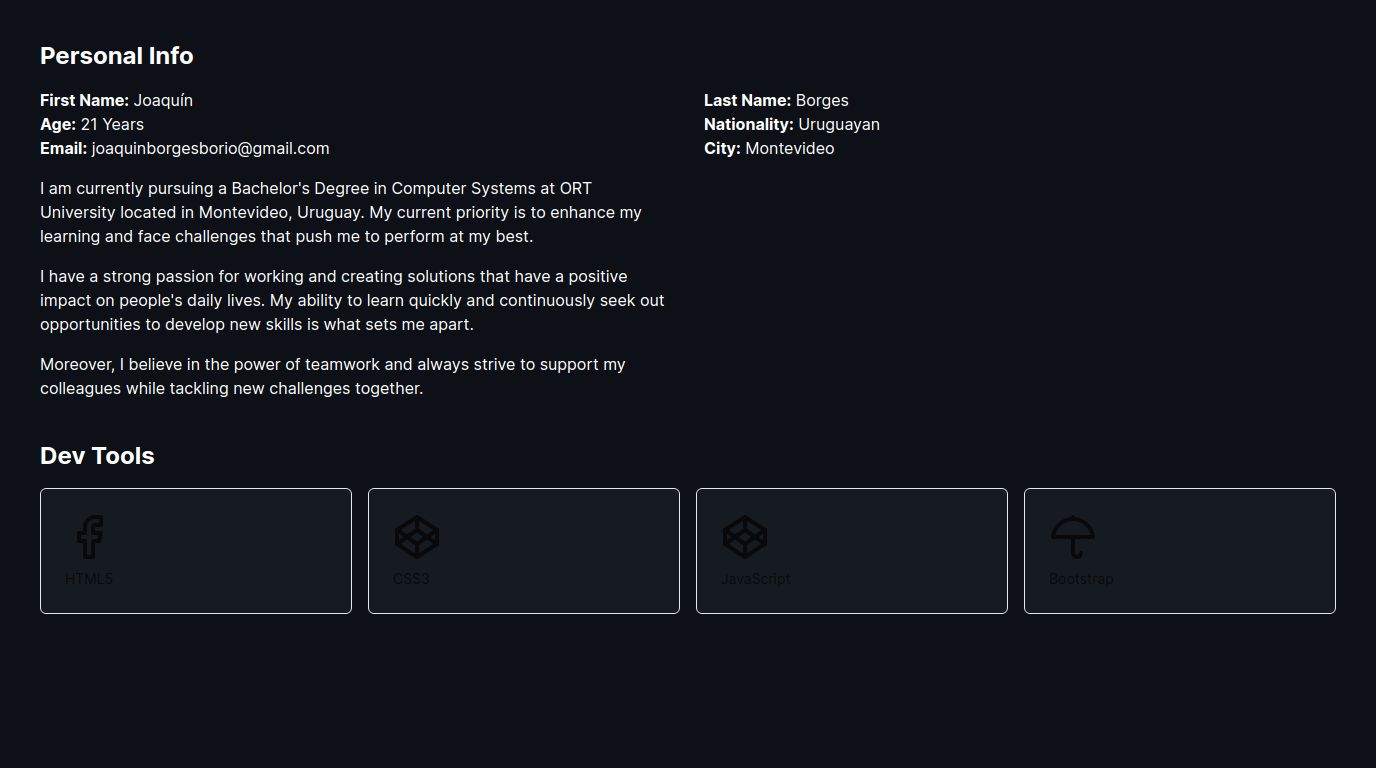 Personal Info
First Name: Joaquín
Last Name: Borges
Age: 21 Years
Nationality: Uruguayan
Email: joaquinborgesborio@gmail.com
City: Montevideo
I am currently pursuing a Bachelor's Degree in Computer Systems at ORT
University located in Montevideo, Uruguay. My current priority is to enhance my
learning and face challenges that push me to perform at my best.
I have a strong passion for working and creating solutions that have a positive
impact on people's daily lives. My ability to learn quickly and continuously seek out
opportunities to develop new skills is what sets me apart.
Moreover, I believe in the power of teamwork and always strive to support my
colleagues while tackling new challenges together.
Dev Tools
HTML5
CSS3
JavaScript
Bootstrap